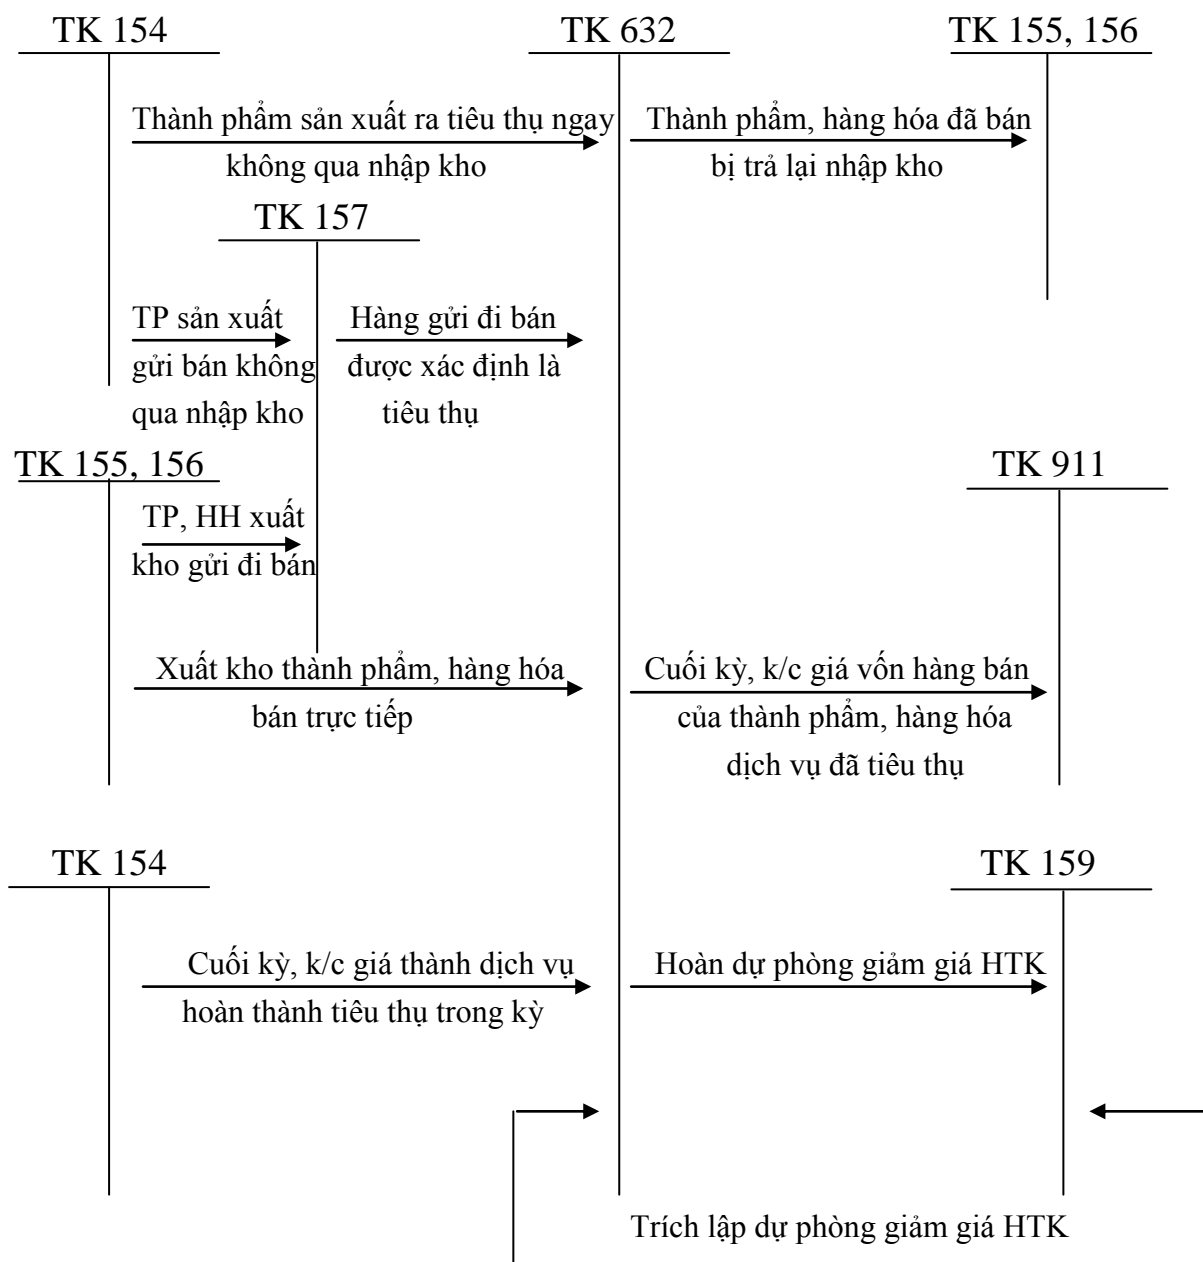 TK 154
TK 632
TK 155, 156
Thành phẩm sản xuất ra tiêu thụ ngay
không qua nhập kho
Thành phẩm, hàng hóa đã bán
bị trả lại nhập kho
TK 157
TP sản xuất
gửi bán không
qua nhập kho
Hàng gửi đi bán
được xác định là
tiêu thụ
TK 155, 156
TK 911
TP, HH xuất
kho gửi đi bán
Xuất kho thành phẩm, hàng hóa
bán trực tiếp
Cuối kỳ, k/c giá vốn hàng bán
của thành phẩm, hàng hóa
dịch vụ đã tiêu thụ
TK 154
TK 159
Cuối kỳ, k/c giá thành dịch vụ
hoàn thành tiêu thụ trong kỳ
Hoàn dự phòng giảm giá HTK
Trích lập dự phòng giảm giá HTK